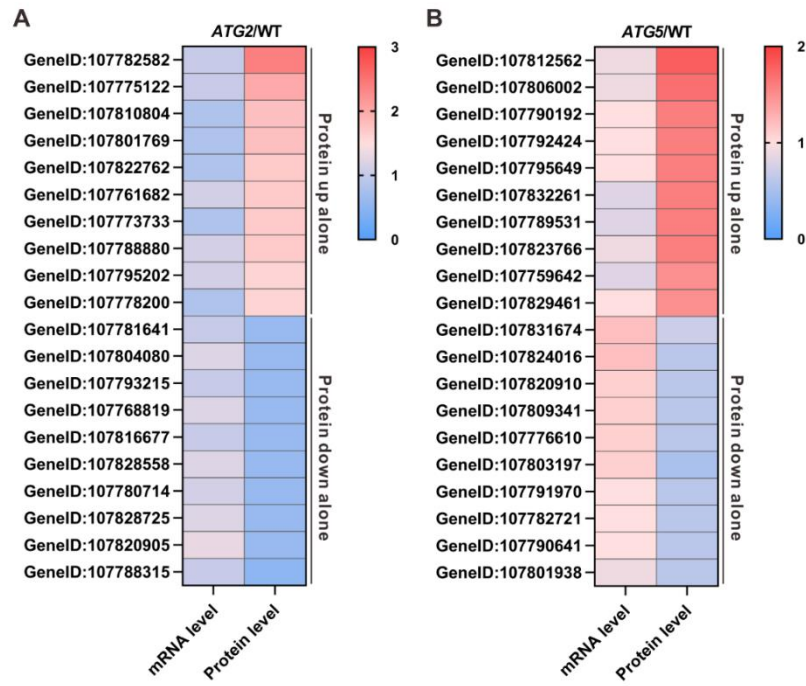 A
ATG2/WT
GeneID:107782582
GeneID:107775122
GeneID:107810804
GeneID:107801769
GeneID:107822762
GeneID:107761682
GeneID:107773733
GeneID:107788880
GeneID:107795202
GeneID:107778200
GeneID:107781641
GeneID:107804080
GeneID:107793215
GeneID:107768819
GeneID:107816677
GeneID:107828558
GeneID:107780714
GeneID:107828725
GeneID:107820905
GeneID:107788315
mRNA level
Protein level
Protein up alone
Protein down alone
3
2
1
0
B
ATG5/WT
GeneID:107812562
GeneID:107806002
GeneID:107790192
GeneID:107792424
GeneID:107795649
GeneID:107832261
GeneID:107789531
GeneID:107823766
GeneID:107759642
GeneID:107829461
GeneID:107831674
GeneID:107824016
GeneID:107820910
GeneID:107809341
GeneID:107776610
GeneID:107803197
GeneID:107791970
GeneID:107782721
GeneID:107790641
GeneID:107801938
mRNA level
Protein level
Protein up alone
Protein down alone
2
1
0